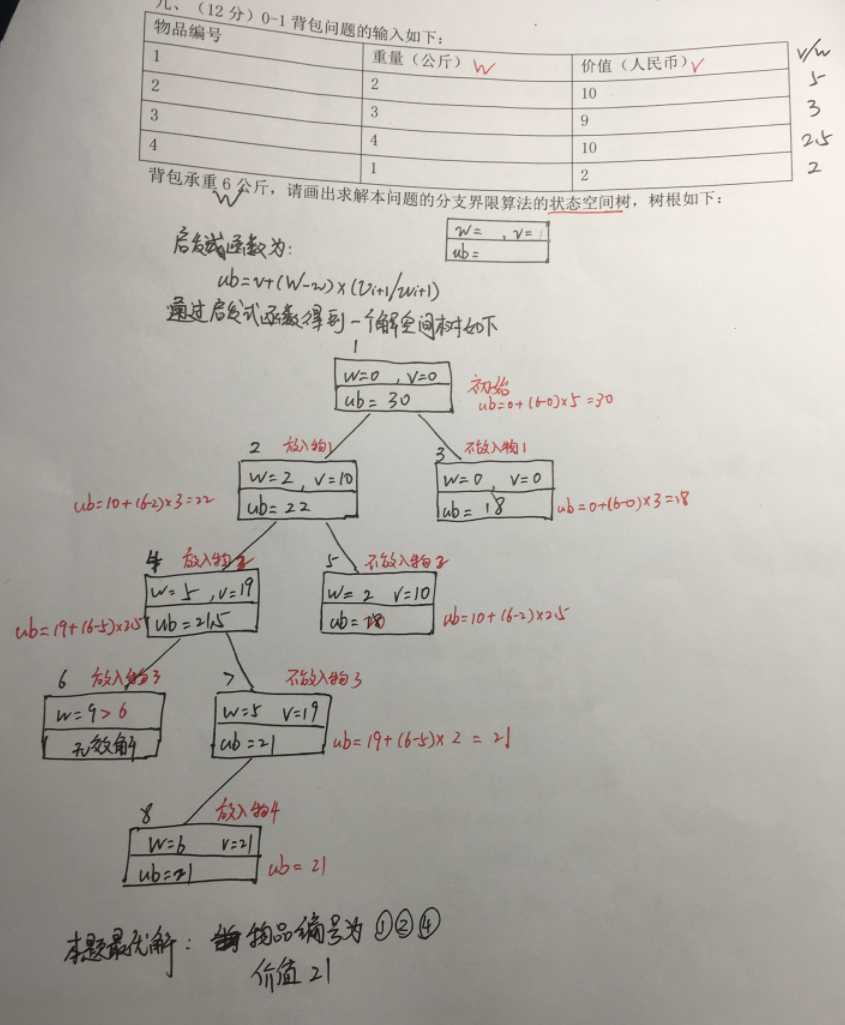 九、（12分）0-1背包问题的输入如下：
物品编号 重量（公斤） W 价值（人民币） V v/w
1 2 10 5
2 3 9 3
3 4 10 2.5
4 1 2 2
背包承重6公斤，请画出求解本问题的分支界限算法的状态空间树，树根如下：
W
w= , v=
ub=
启发式函数为：
ub=v+(W-w)×(Vi+1/wi+1)
通过启发式函数得到一个解空间树如下
1
w=0 , v=0
ub= 30
初始
ub=0+(6-0)×5=30
2 放入物1
3 不放入物1
w=2 , v=10
ub=22
ub=10+(6-2)×3=22
w=0, v=0
ub= 18
ub=0+(6-0)×3=18
4 放入物2
5 不放入物2
w=5 , v=19
ub=21.5
ub=19+(6-5)×2.5
w=2 v=10
ub=
ub=10+(6-2)×2.5
6 放入物3
7 不放入物3
w=9>6
无效解
w=5 v=19
ub=21
ub=19+(6-5)×2=21
8 放入物4
w=6 v=21
ub=21
ub=21
本题最优解： 物品编号为①②④
价值21